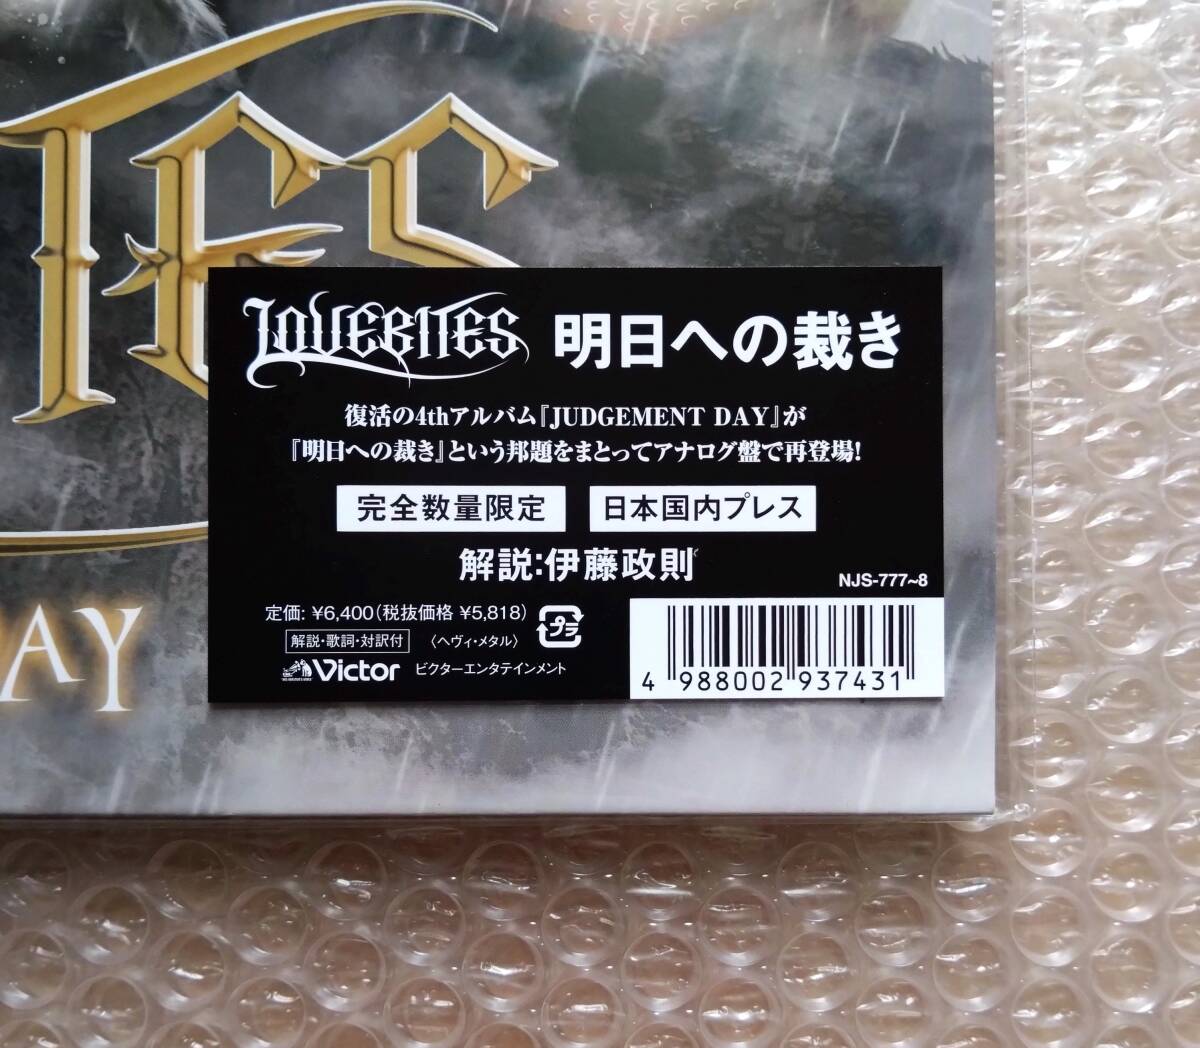 TES
DAY
LOVEBITES 明日への裁き
復活の4thアルバム『JUDGEMENT DAY』が
『明日への裁き』という邦題をまとってアナログ盤で再登場!
完全数量限定 日本国内プレス
解説:伊藤政則
NJS-777~8
定価: ¥6,400(税抜価格 ¥5,818) プラ
解説・歌詞・対訳付 〈ヘヴィ・メタル〉
Victor ビクターエンタテインメント
4 988002 937431